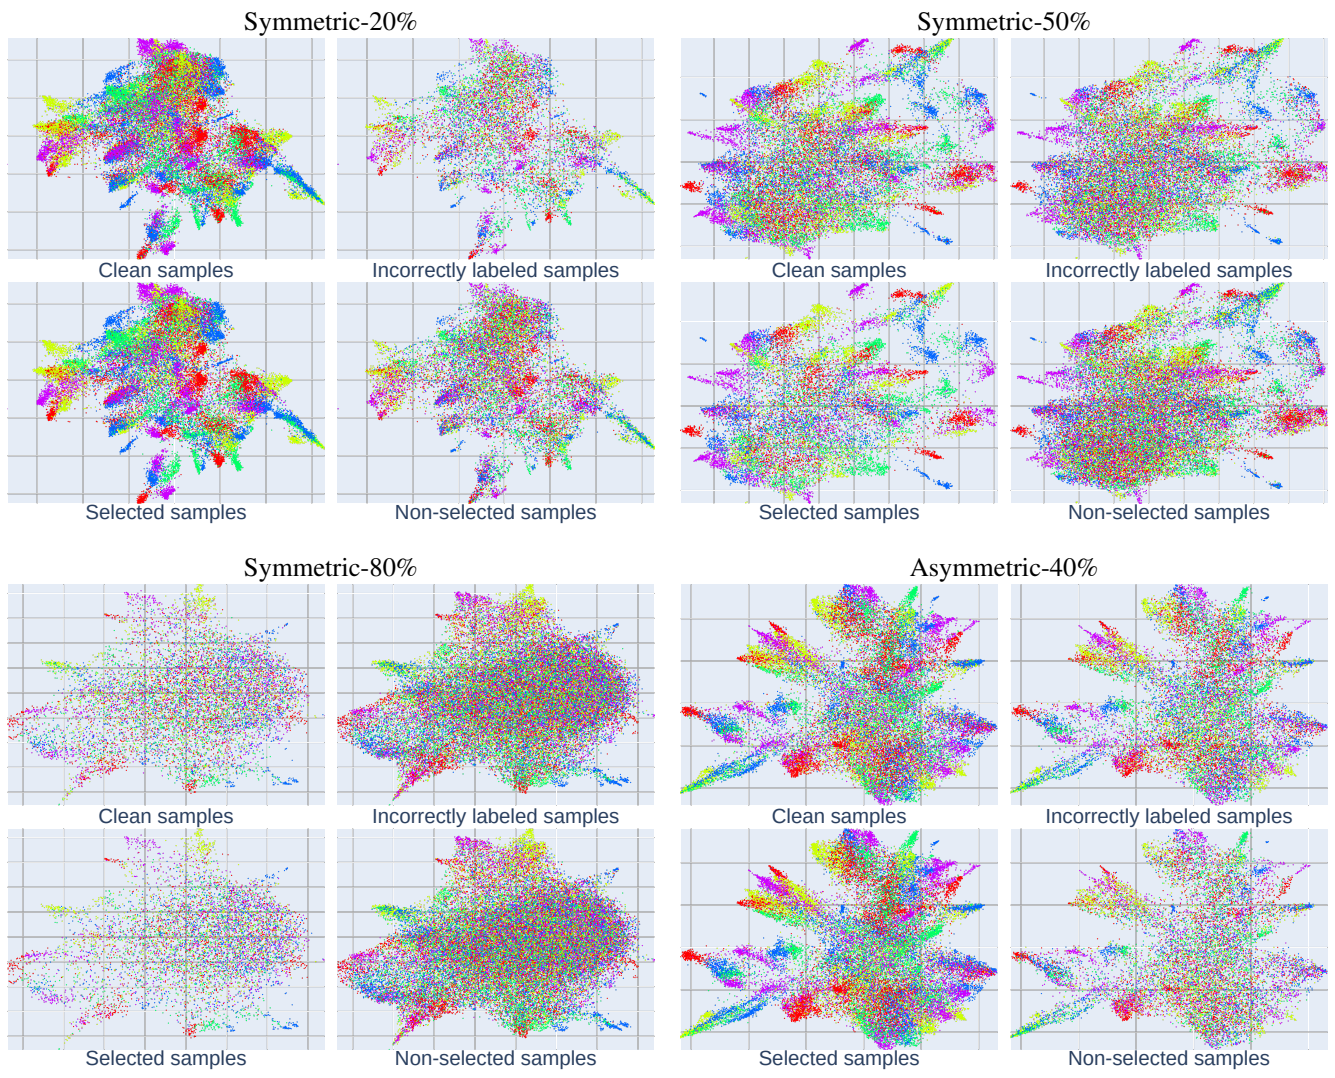 Symmetric-20%
Symmetric-50%
Clean samples
Incorrectly labeled samples
Clean samples
Incorrectly labeled samples
Selected samples
Non-selected samples
Selected samples
Non-selected samples
Symmetric-80%
Asymmetric-40%
Clean samples
Incorrectly labeled samples
Clean samples
Incorrectly labeled samples
Selected samples
Non-selected samples
Selected samples
Non-selected samples